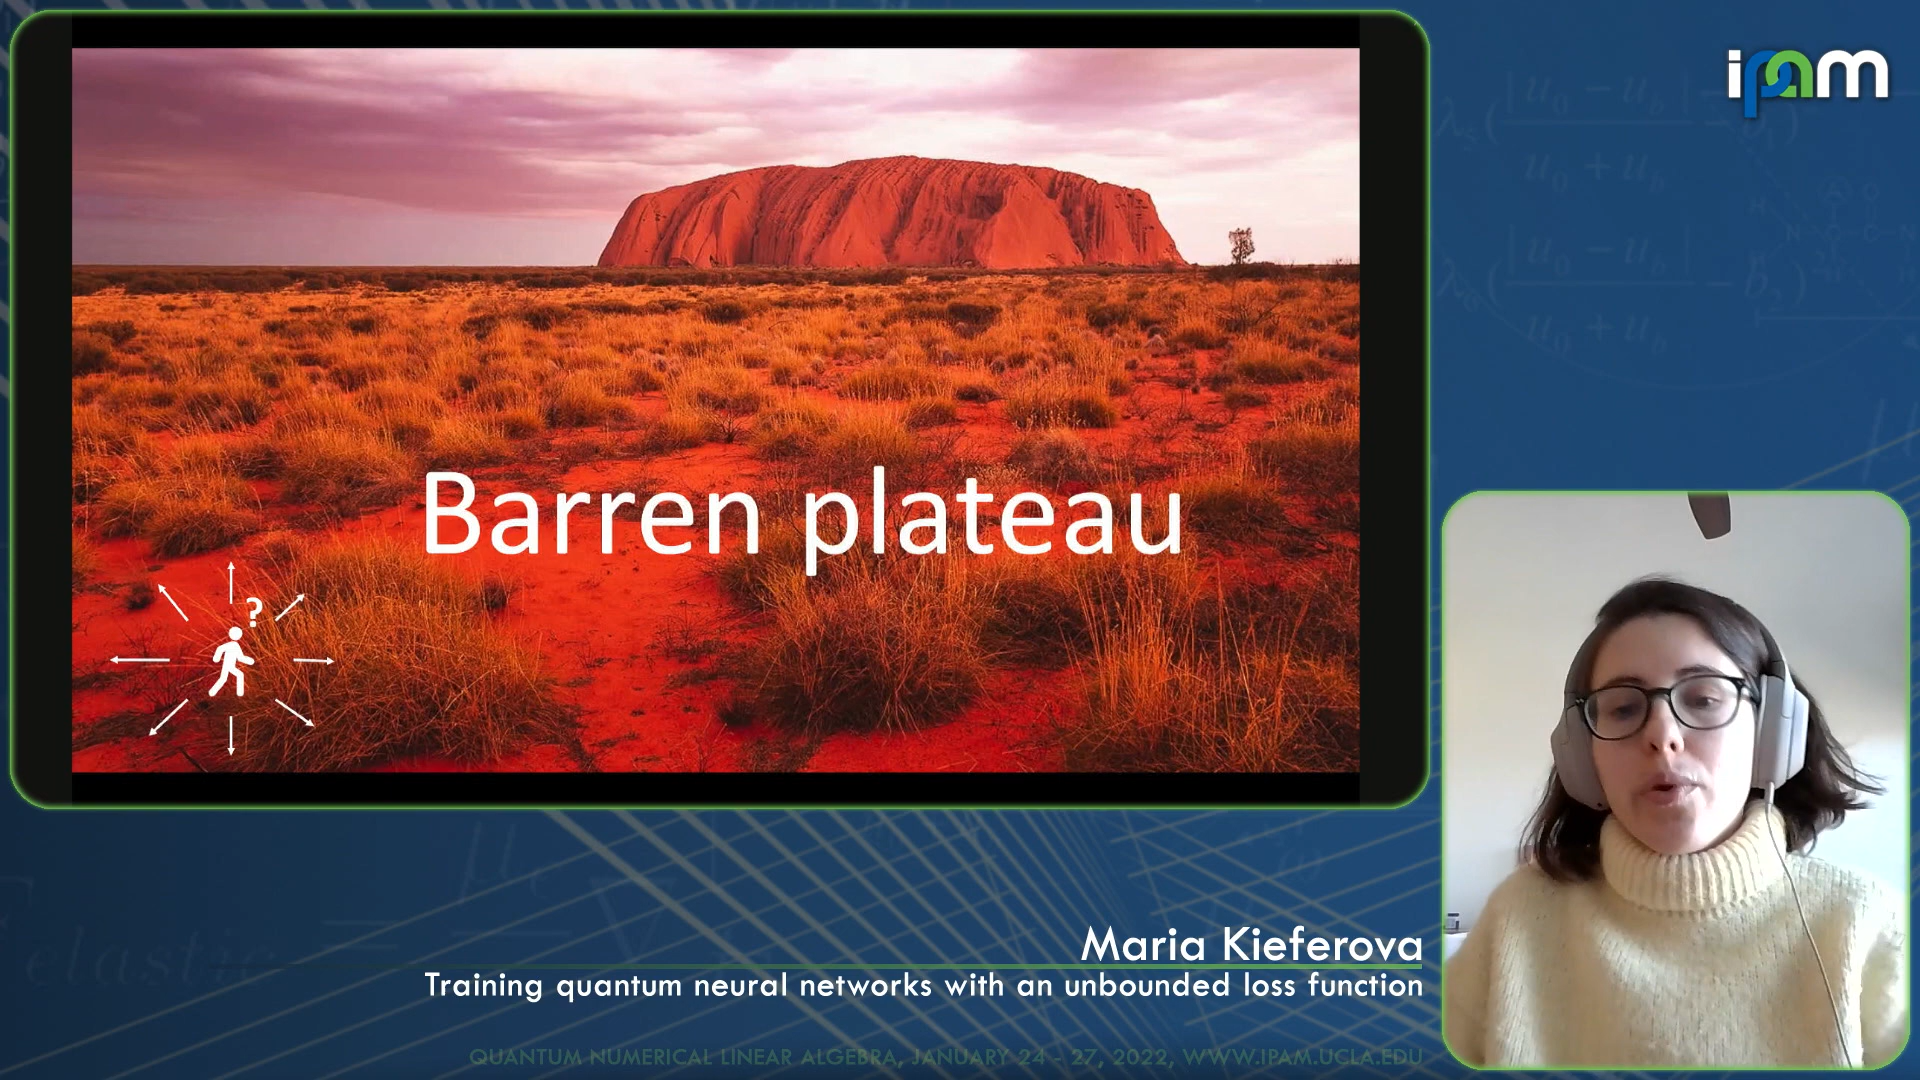 ipam
Barren plateau
?
Maria Kieferova
Training quantum neural networks with an unbounded loss function
QUANTUM NUMERICAL LINEAR ALGEBRA, JANUARY 24 - 27, 2022, WWW.IPAM.UCLA.EDU
elastic